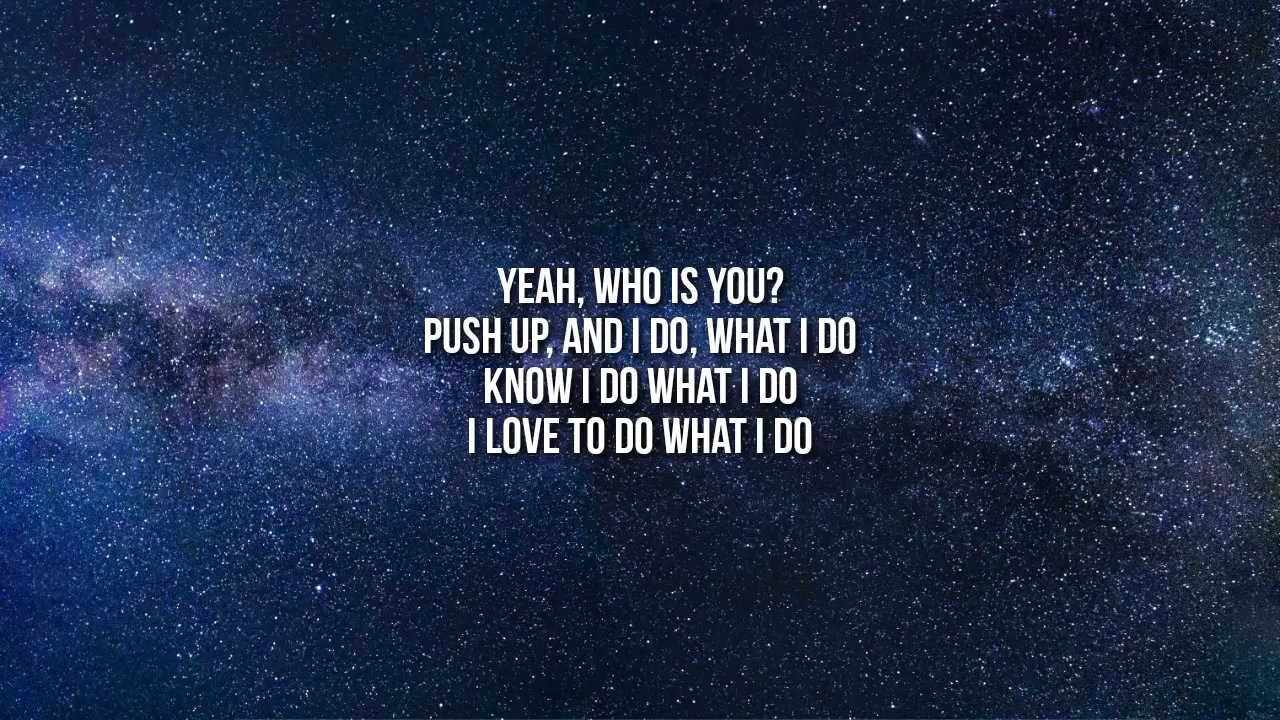 YEAH, WHO IS YOU?
PUSH UP, AND I DO, WHAT I DO
KNOW I DO WHAT I DO
I LOVE TO DO WHAT I DO